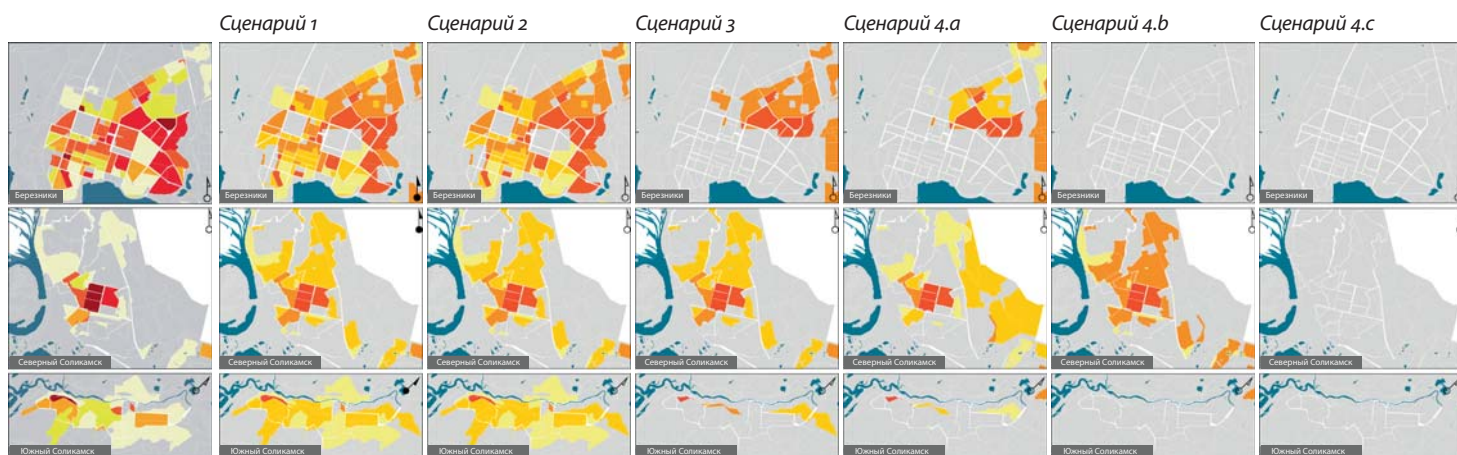 Сценарий 1 Сценарий 2 Сценарий 3 Сценарий 4.a Сценарий 4.b Сценарий 4.c
Березники Березники Березники Березники Березники Березники Березники
Северный Соликамск Северный Соликамск Северный Соликамск Северный Соликамск Северный Соликамск Северный Соликамск Северный Соликамск
Южный Соликамск Южный Соликамск Южный Соликамск Южный Соликамск Южный Соликамск Южный Соликамск Южный Соликамск